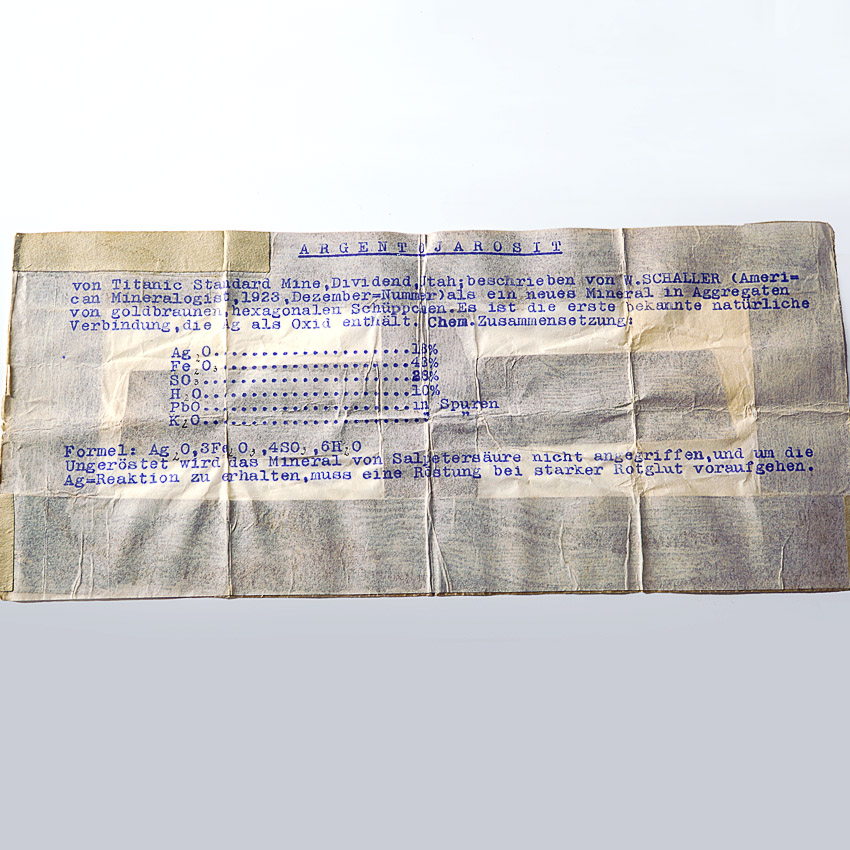 ARGENTOJAROSIT
von Titanic Standard Mine,Dividend,Utah;beschrieben von W.SCHALLER (Ameri=
can Mineralogist,1923,Dezember=Nummer)als ein neues Mineral in Aggregaten
von goldbraunen,hexagonalen Schüppchen.Es ist die erste bekannte natürliche
Verbindung,die Ag als Oxid enthält. Chem.Zusammensetzung:
Ag₂O........................18%
Fe₂O₃.......................43%
SO₃.........................28%
H₂O.........................10%
PbO.........................in Spuren
K₂O......................... "   "
Formel: Ag₂O,3Fe₂O₃,4SO₃,6H₂O
Ungeröstet wird das Mineral von Salpetersäure nicht angegriffen,und um die
Ag=Reaktion zu erhalten,muss eine Röstung bei starker Rotglut voraufgehen.